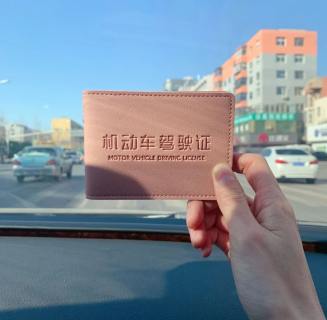 机动车驾驶证
MOTOR VEHICLE DRIVING LICENSE